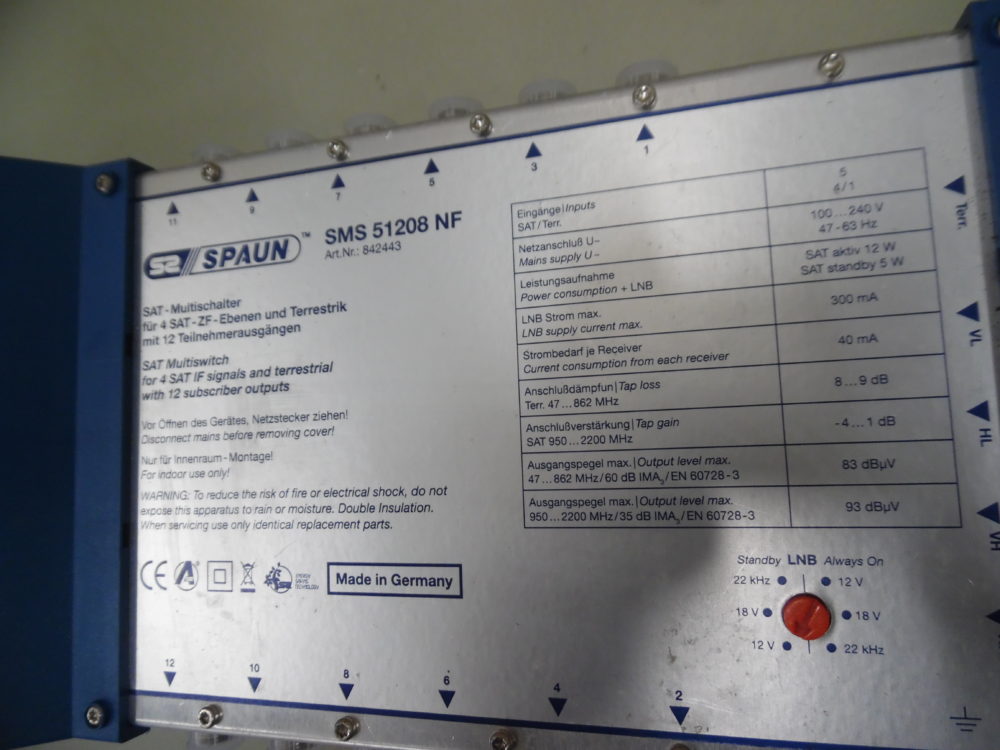 11
9
7
5
3
1
SPAUN™
SMS 51208 NF
Art.Nr.: 842443
SAT-Multischalter
für 4 SAT-ZF-Ebenen und Terrestrik
mit 12 Teilnehmerausgängen
SAT Multiswitch
for 4 SAT IF signals and terrestrial
with 12 subscriber outputs
Vor Öffnen des Gerätes, Netzstecker ziehen!
Disconnect mains before removing cover!
Nur für Innenraum-Montage!
For indoor use only!
WARNING: To reduce the risk of fire or electrical shock, do not
expose this apparatus to rain or moisture. Double Insulation.
When servicing use only identical replacement parts.
CE
Made in Germany
Eingänge|Inputs 5
SAT/Terr. 4/1
Netzanschluß U~ 100...240 V
Mains supply U~ 47-63 Hz
Leistungsaufnahme SAT aktiv 12 W
Power consumption + LNB SAT standby 5 W
LNB Strom max. 300 mA
LNB supply current max.
Strombedarf je Receiver 40 mA
Current consumption from each receiver
Anschlußdämpfun|Tap loss 8...9 dB
Terr. 47...862 MHz
Anschlußverstärkung|Tap gain -4...1 dB
SAT 950...2200 MHz
Ausgangspegel max.|Output level max. 83 dBµV
47...862 MHz/60 dB IMA3/EN 60728-3
Ausgangspegel max.|Output level max. 93 dBµV
950...2200 MHz/35 dB IMA3/EN 60728-3
Terr.
VL
HL
VH
Standby LNB Always On
22 kHz 12 V
18 V 18 V
12 V 22 kHz
12
10
8
6
4
2